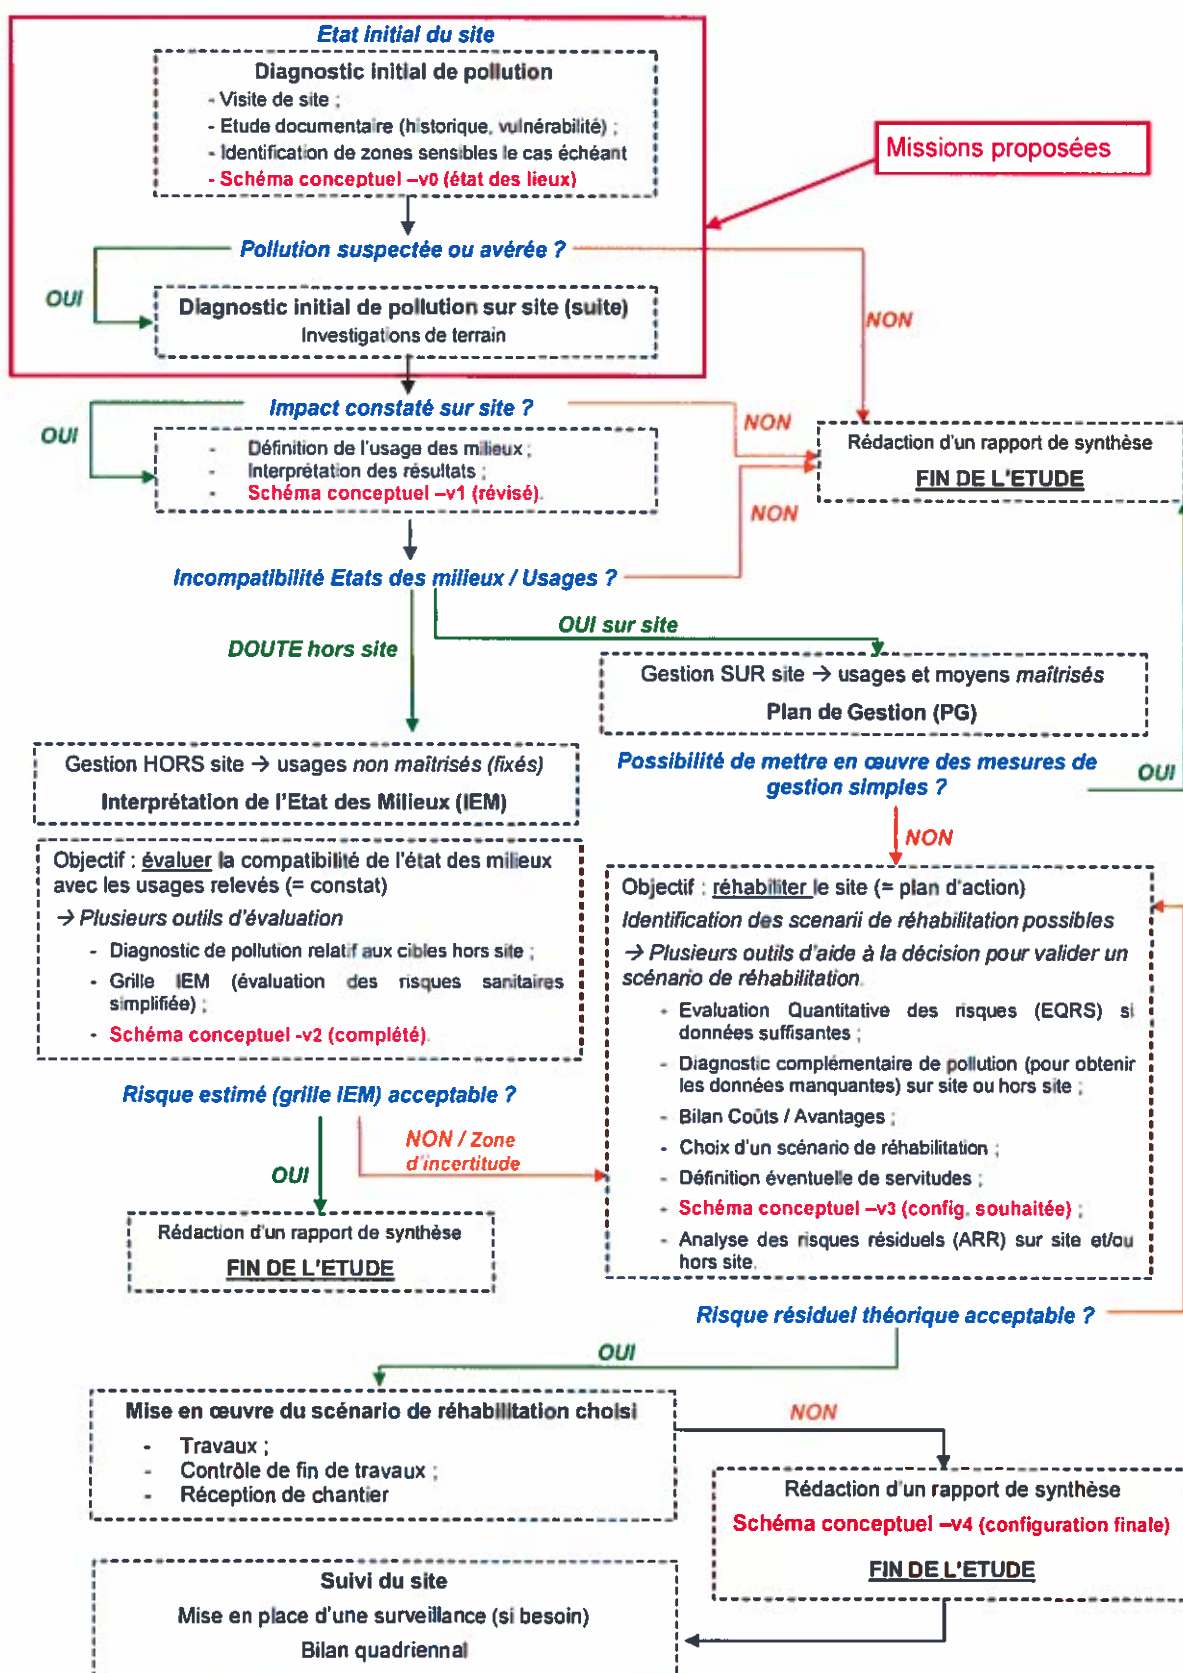 Etat initial du site
Diagnostic initial de pollution
- Visite de site ;
- Etude documentaire (historique, vulnérabilité) ;
- Identification de zones sensibles le cas échéant
- Schéma conceptuel –v0 (état des lieux)
Missions proposées
Pollution suspectée ou avérée ?
OUI
NON
Diagnostic initial de pollution sur site (suite)
Investigations de terrain
Impact constaté sur site ?
OUI
NON
- Définition de l'usage des milieux ;
- Interprétation des résultats ;
- Schéma conceptuel –v1 (révisé).
Rédaction d'un rapport de synthèse
FIN DE L'ETUDE
NON
Incompatibilité Etats des milieux / Usages ?
DOUTE hors site
OUI sur site
Gestion SUR site → usages et moyens maîtrisés
Plan de Gestion (PG)
Gestion HORS site → usages non maîtrisés (fixés)
Interprétation de l'Etat des Milieux (IEM)
Possibilité de mettre en œuvre des mesures de
gestion simples ?
OUI
NON
Objectif : évaluer la compatibilité de l'état des milieux
avec les usages relevés (= constat)
→ Plusieurs outils d'évaluation
- Diagnostic de pollution relatif aux cibles hors site ;
- Grille IEM (évaluation des risques sanitaires
simplifiée) ;
- Schéma conceptuel -v2 (complété).
Objectif : réhabiliter le site (= plan d'action)
Identification des scenarii de réhabilitation possibles
→ Plusieurs outils d'aide à la décision pour valider un
scénario de réhabilitation.
- Evaluation Quantitative des risques (EQRS) si
données suffisantes ;
- Diagnostic complémentaire de pollution (pour obtenir
les données manquantes) sur site ou hors site ;
- Bilan Coûts / Avantages ;
- Choix d'un scénario de réhabilitation ;
- Définition éventuelle de servitudes ;
- Schéma conceptuel –v3 (config. souhaitée) ;
- Analyse des risques résiduels (ARR) sur site et/ou
hors site.
Risque estimé (grille IEM) acceptable ?
NON / Zone
d'incertitude
OUI
Rédaction d'un rapport de synthèse
FIN DE L'ETUDE
Risque résiduel théorique acceptable ?
OUI
Mise en œuvre du scénario de réhabilitation choisi
- Travaux ;
- Contrôle de fin de travaux ;
- Réception de chantier
NON
Rédaction d'un rapport de synthèse
Schéma conceptuel –v4 (configuration finale)
FIN DE L'ETUDE
Suivi du site
Mise en place d'une surveillance (si besoin)
Bilan quadriennal